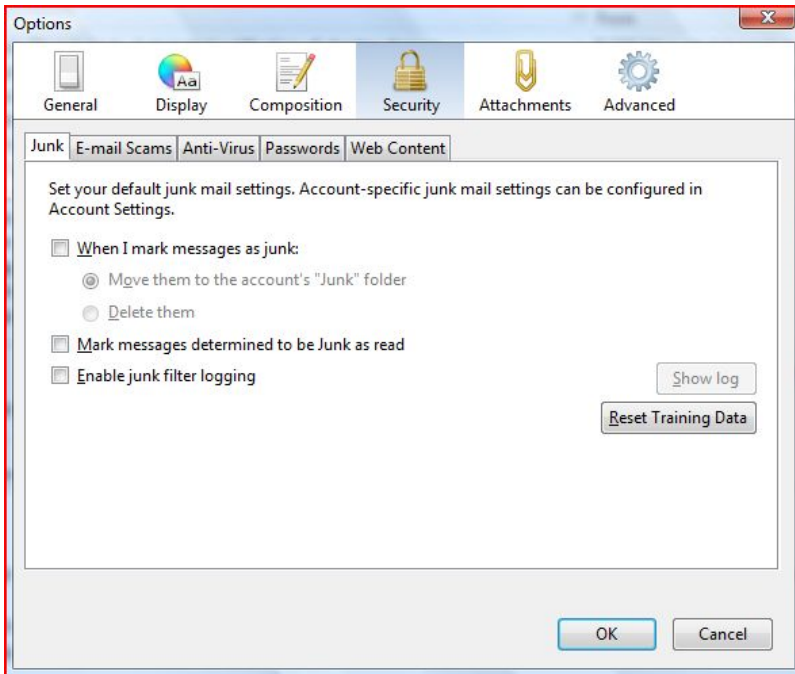 Options
General Display Composition Security Attachments Advanced
Junk E-mail Scams Anti-Virus Passwords Web Content
Set your default junk mail settings. Account-specific junk mail settings can be configured in
Account Settings.
When I mark messages as junk:
Move them to the account's "Junk" folder
Delete them
Mark messages determined to be Junk as read
Enable junk filter logging
Show log
Reset Training Data
OK Cancel